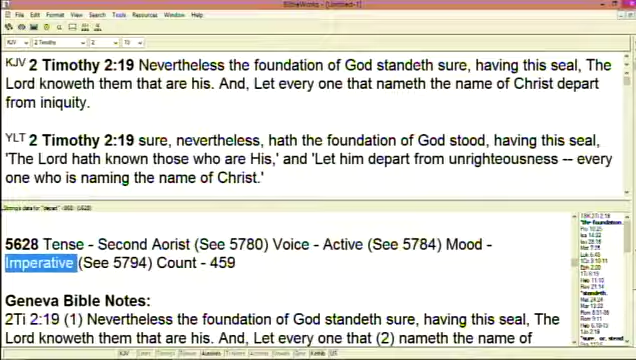 BibleWorks - [Untitled-1]
File Edit Format View Search Tools Resources Window Help
KJV 2 Timothy 2 19
KJV 2 Timothy 2:19 Nevertheless the foundation of God standeth sure, having this seal, The
Lord knoweth them that are his. And, Let every one that nameth the name of Christ depart
from iniquity.
YLT 2 Timothy 2:19 sure, nevertheless, hath the foundation of God stood, having this seal,
'The Lord hath known those who are His,' and 'Let him depart from unrighteousness -- every
one who is naming the name of Christ.'
5628 Tense - Second Aorist (See 5780) Voice - Active (See 5784) Mood -
Imperative (See 5794) Count - 459
Geneva Bible Notes:
2Ti 2:19 (1) Nevertheless the foundation of God standeth sure, having this seal, The
Lord knoweth them that are his. And, Let every one that (2) nameth the name of